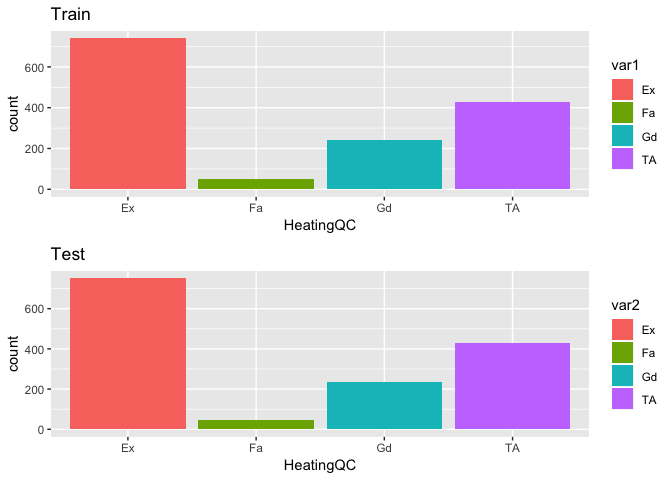 Train
count
600
400
200
0
Ex Fa Gd TA
HeatingQC
var1
Ex
Fa
Gd
TA
Test
count
600
400
200
0
Ex Fa Gd TA
HeatingQC
var2
Ex
Fa
Gd
TA